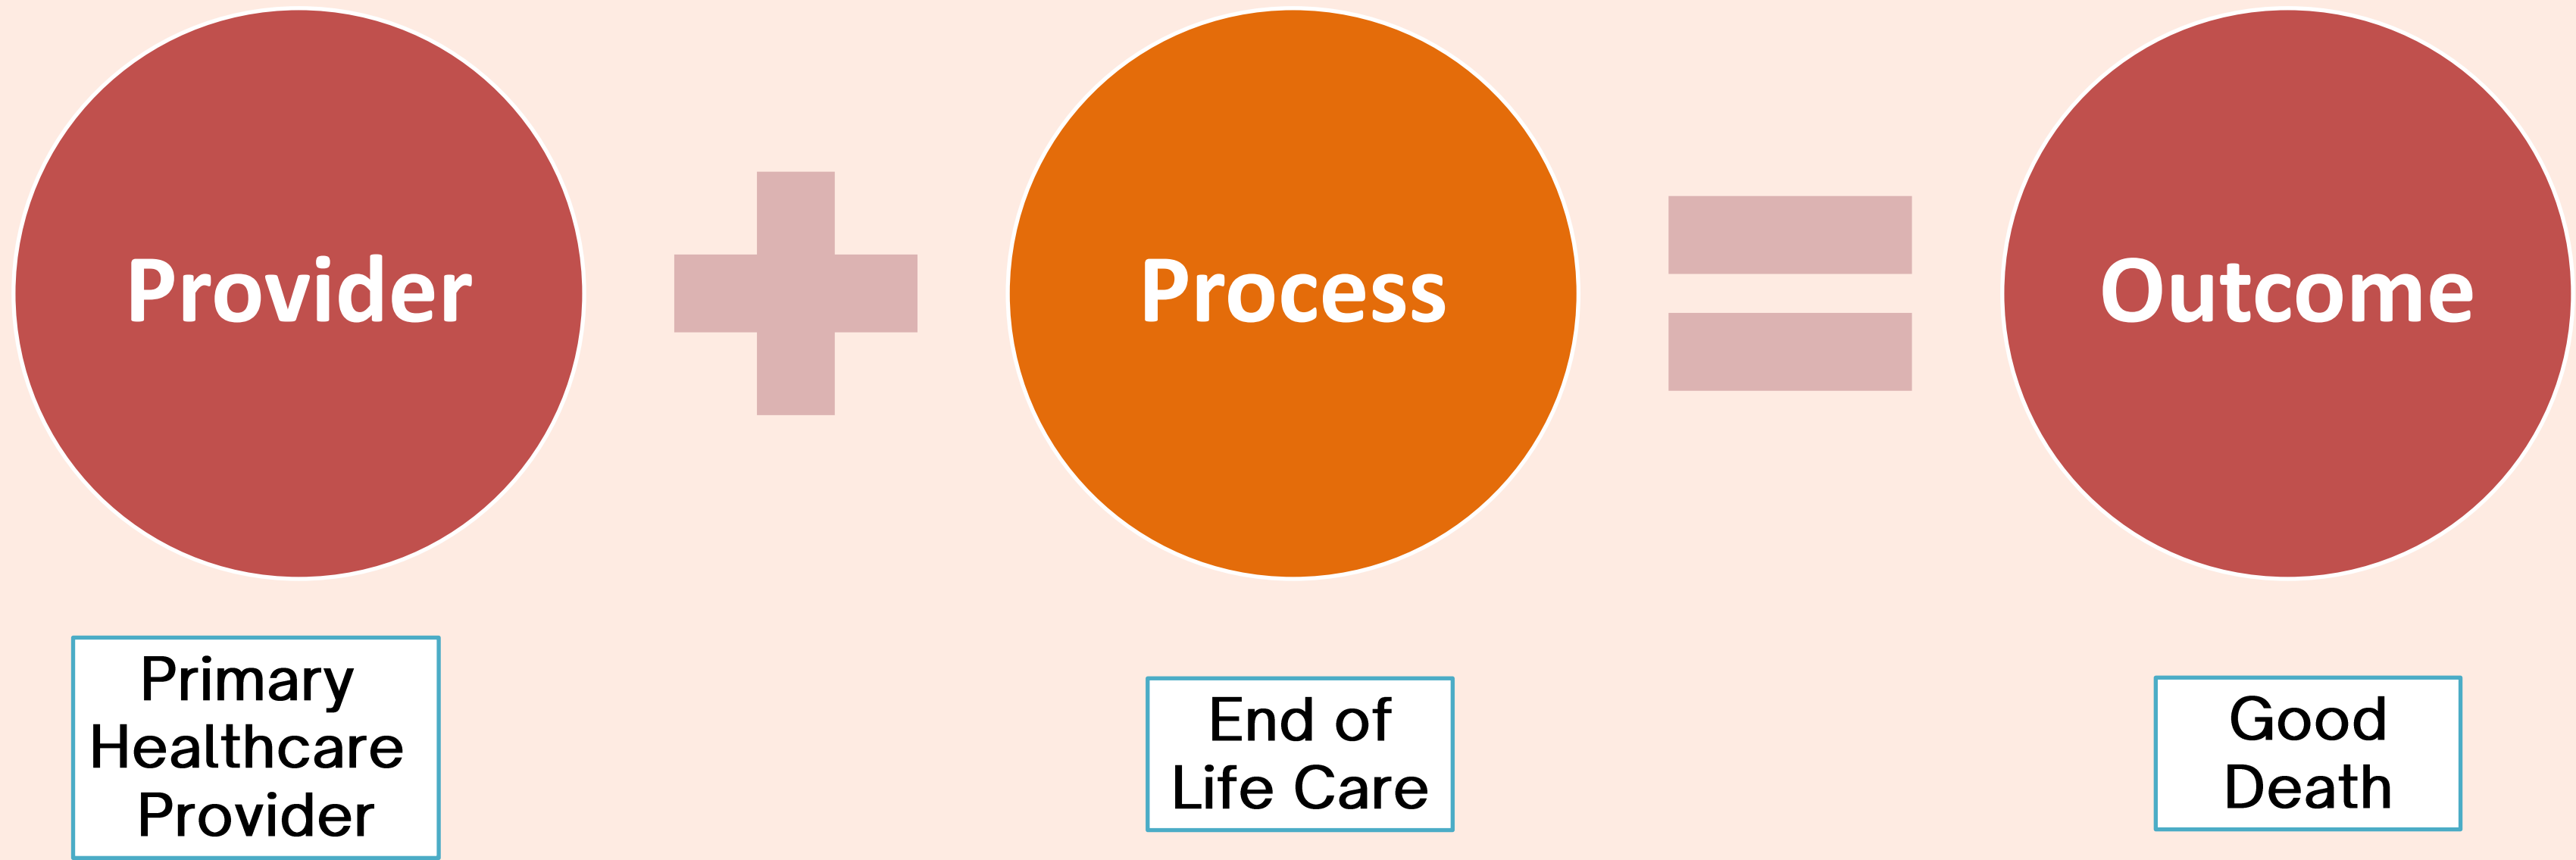 Provider
Process
Outcome
Primary
Healthcare
Provider
End of
Life Care
Good
Death